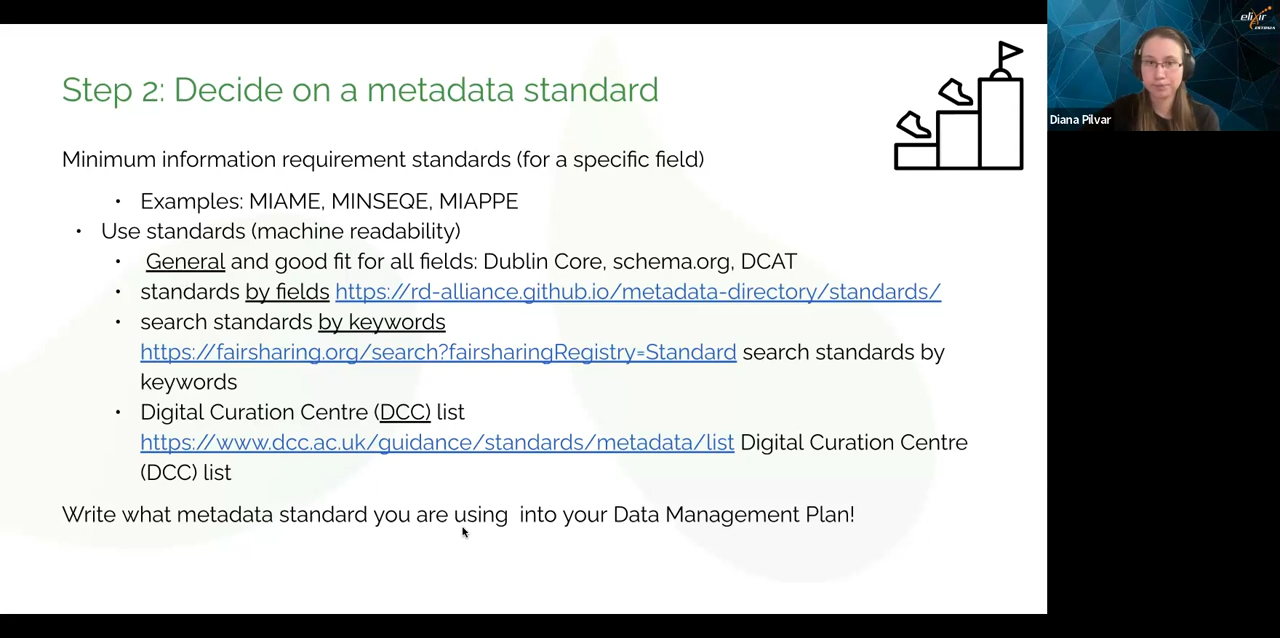 Step 2: Decide on a metadata standard
Minimum information requirement standards (for a specific field)
• Examples: MIAME, MINSEQE, MIAPPE
• Use standards (machine readability)
• General and good fit for all fields: Dublin Core, schema.org, DCAT
• standards by fields https://rd-alliance.github.io/metadata-directory/standards/
• search standards by keywords
https://fairsharing.org/search?fairsharingRegistry=Standard search standards by
keywords
• Digital Curation Centre (DCC) list
https://www.dcc.ac.uk/guidance/standards/metadata/list Digital Curation Centre
(DCC) list
Write what metadata standard you are using  into your Data Management Plan!
elixir
ESTONIA
Diana Pilvar